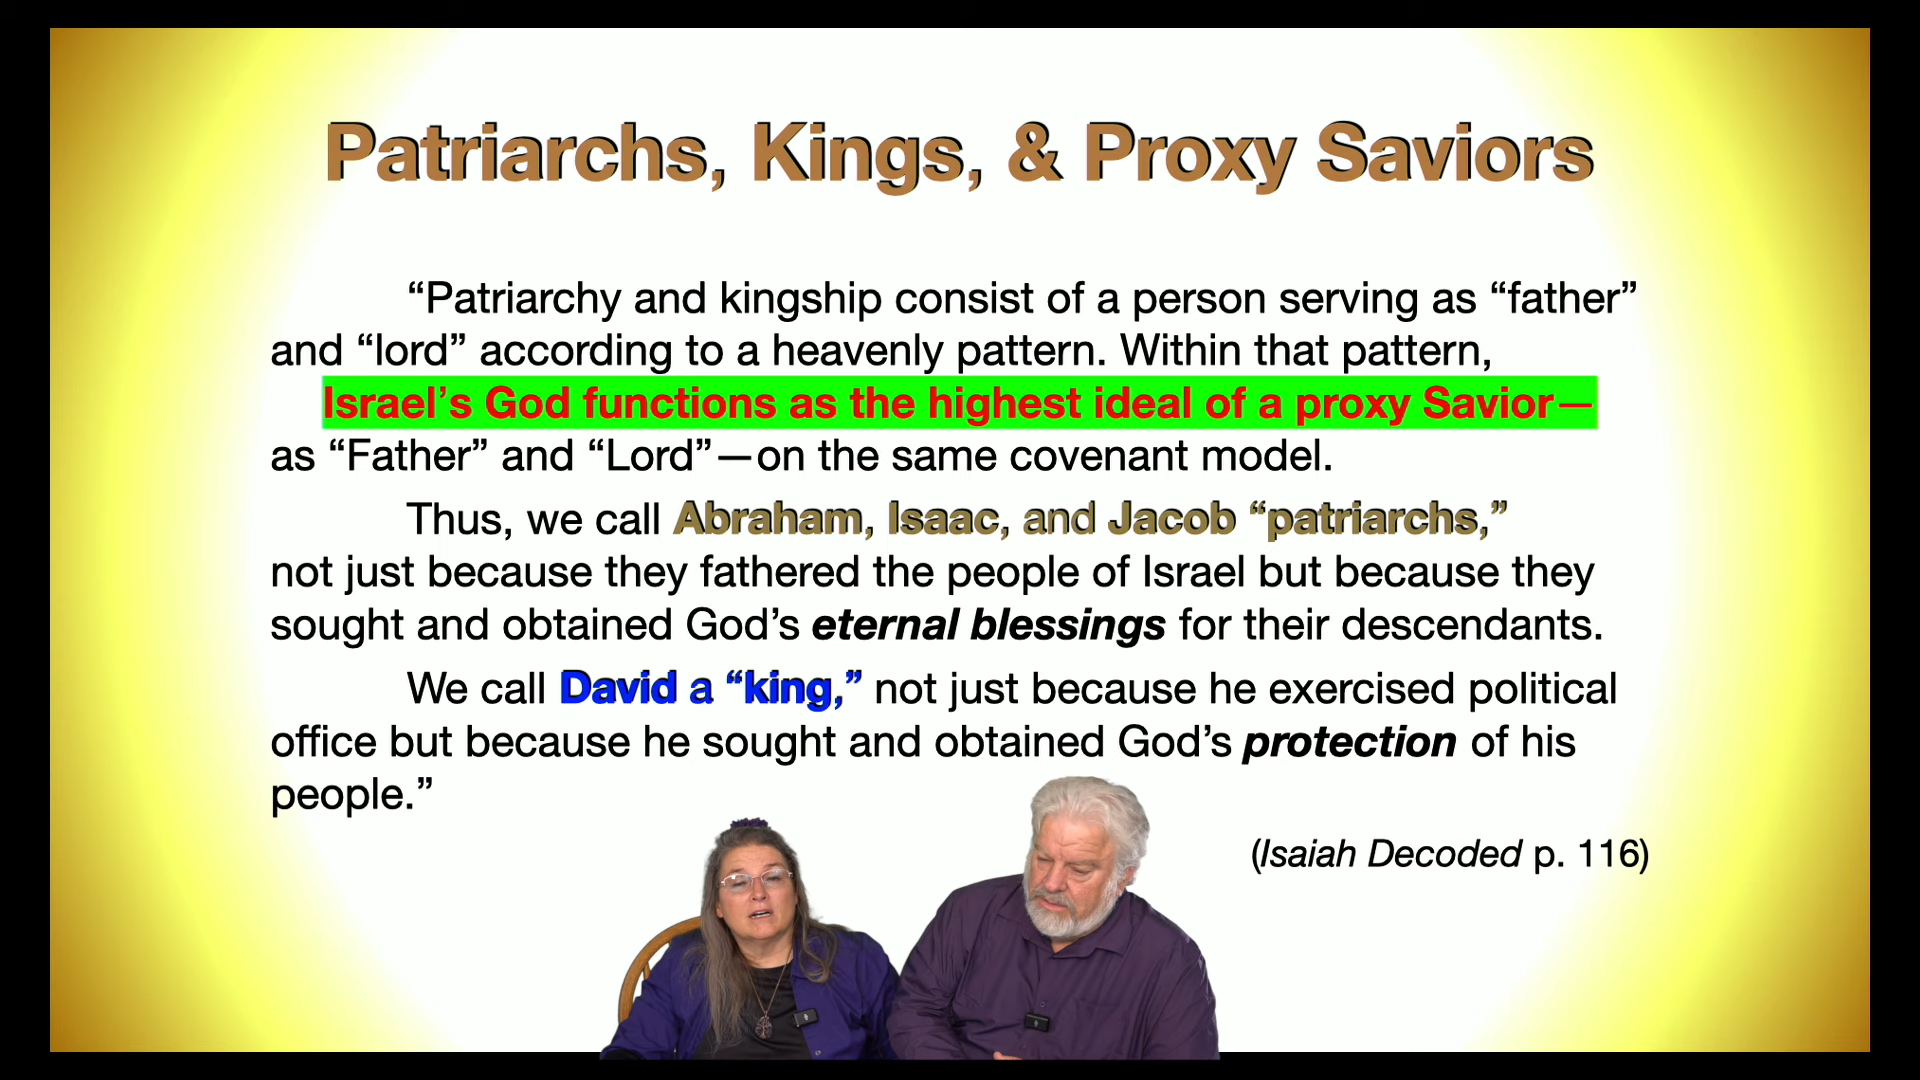 Patriarchs, Kings, & Proxy Saviors
“Patriarchy and kingship consist of a person serving as “father”
and “lord” according to a heavenly pattern. Within that pattern,
Israel’s God functions as the highest ideal of a proxy Savior—
as “Father” and “Lord”—on the same covenant model.
Thus, we call Abraham, Isaac, and Jacob “patriarchs,”
not just because they fathered the people of Israel but because they
sought and obtained God’s eternal blessings for their descendants.
We call David a “king,” not just because he exercised political
office but because he sought and obtained God’s protection of his
people.”
(Isaiah Decoded p. 116)